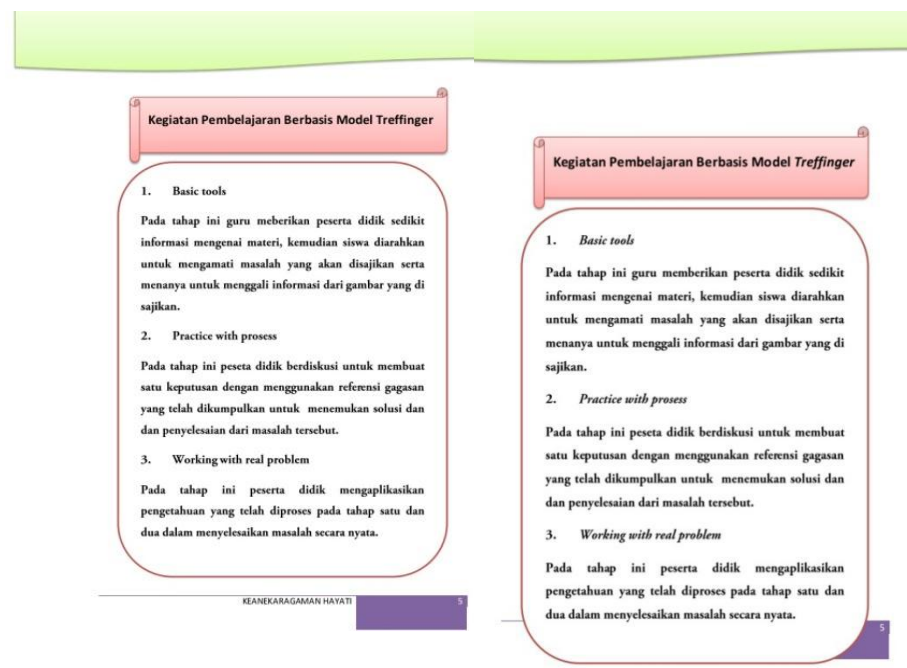 Kegiatan Pembelajaran Berbasis Model Treffinger
1. Basic tools
Pada tahap ini guru meberikan peserta didik sedikit
informasi mengenai materi, kemudian siswa diarahkan
untuk mengamati masalah yang akan disajikan serta
menanya untuk menggali informasi dari gambar yang di
sajikan.
2. Practice with prosess
Pada tahap ini peseta didik berdiskusi untuk membuat
satu keputusan dengan menggunakan referensi gagasan
yang telah dikumpulkan untuk menemukan solusi dan
dan penyelesaian dari masalah tersebut.
3. Working with real problem
Pada tahap ini peserta didik mengaplikasikan
pengetahuan yang telah diproses pada tahap satu dan
dua dalam menyelesaikan masalah secara nyata.
KEANEKARAGAMAN HAYATI 5
Kegiatan Pembelajaran Berbasis Model Treffinger
1. Basic tools
Pada tahap ini guru memberikan peserta didik sedikit
informasi mengenai materi, kemudian siswa diarahkan
untuk mengamati masalah yang akan disajikan serta
menanya untuk menggali informasi dari gambar yang di
sajikan.
2. Practice with prosess
Pada tahap ini peseta didik berdiskusi untuk membuat
satu keputusan dengan menggunakan referensi gagasan
yang telah dikumpulkan untuk menemukan solusi dan
dan penyelesaian dari masalah tersebut.
3. Working with real problem
Pada tahap ini peserta didik mengaplikasikan
pengetahuan yang telah diproses pada tahap satu dan
dua dalam menyelesaikan masalah secara nyata.
5